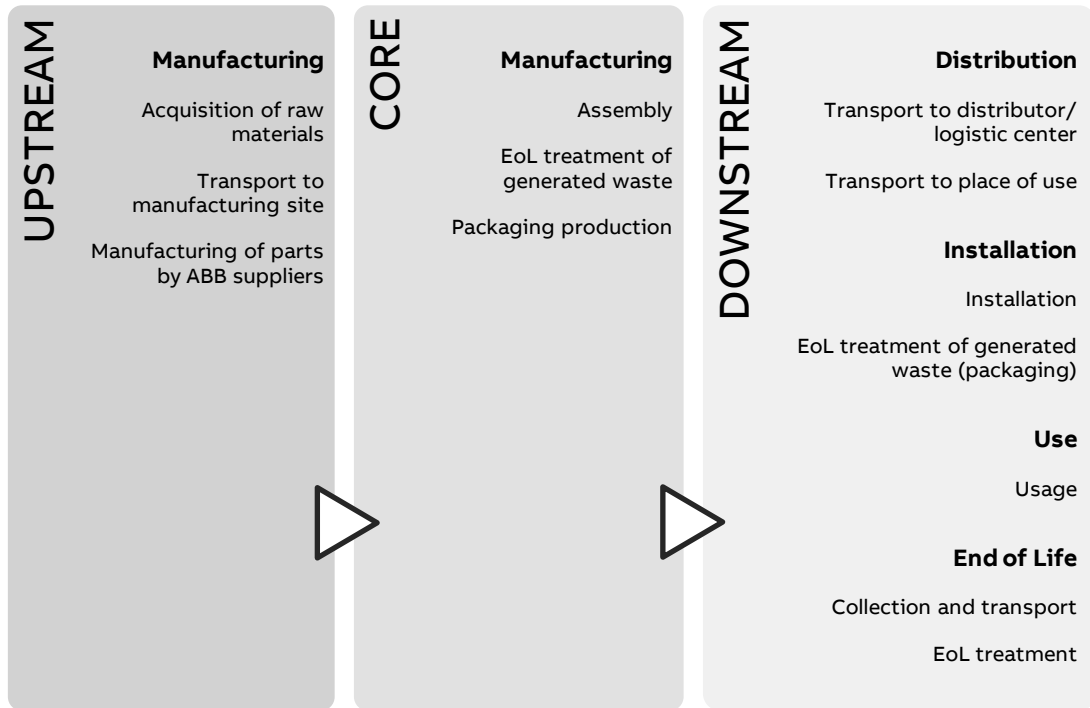 UPSTREAM
Manufacturing
Acquisition of raw
materials
Transport to
manufacturing site
Manufacturing of parts
by ABB suppliers
CORE
Manufacturing
Assembly
EoL treatment of
generated waste
Packaging production
DOWNSTREAM
Distribution
Transport to distributor/
logistic center
Transport to place of use
Installation
Installation
EoL treatment of generated
waste (packaging)
Use
Usage
End of Life
Collection and transport
EoL treatment